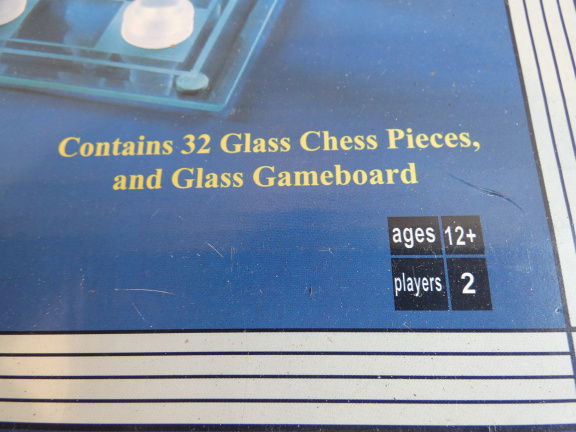 Contains 32 Glass Chess Pieces,
and Glass Gameboard
ages 12+
players 2